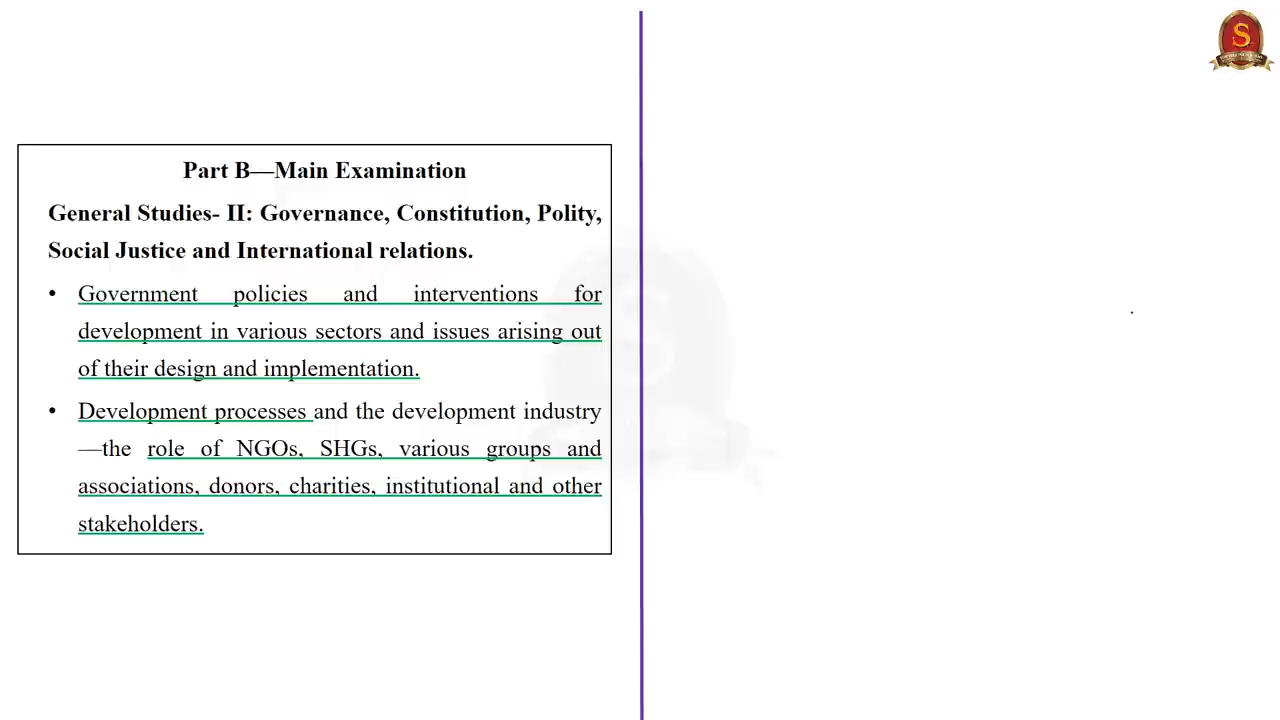 Part B—Main Examination
General Studies- II: Governance, Constitution, Polity,
Social Justice and International relations.
• Government policies and interventions for
development in various sectors and issues arising out
of their design and implementation.
• Development processes and the development industry
—the role of NGOs, SHGs, various groups and
associations, donors, charities, institutional and other
stakeholders.
S